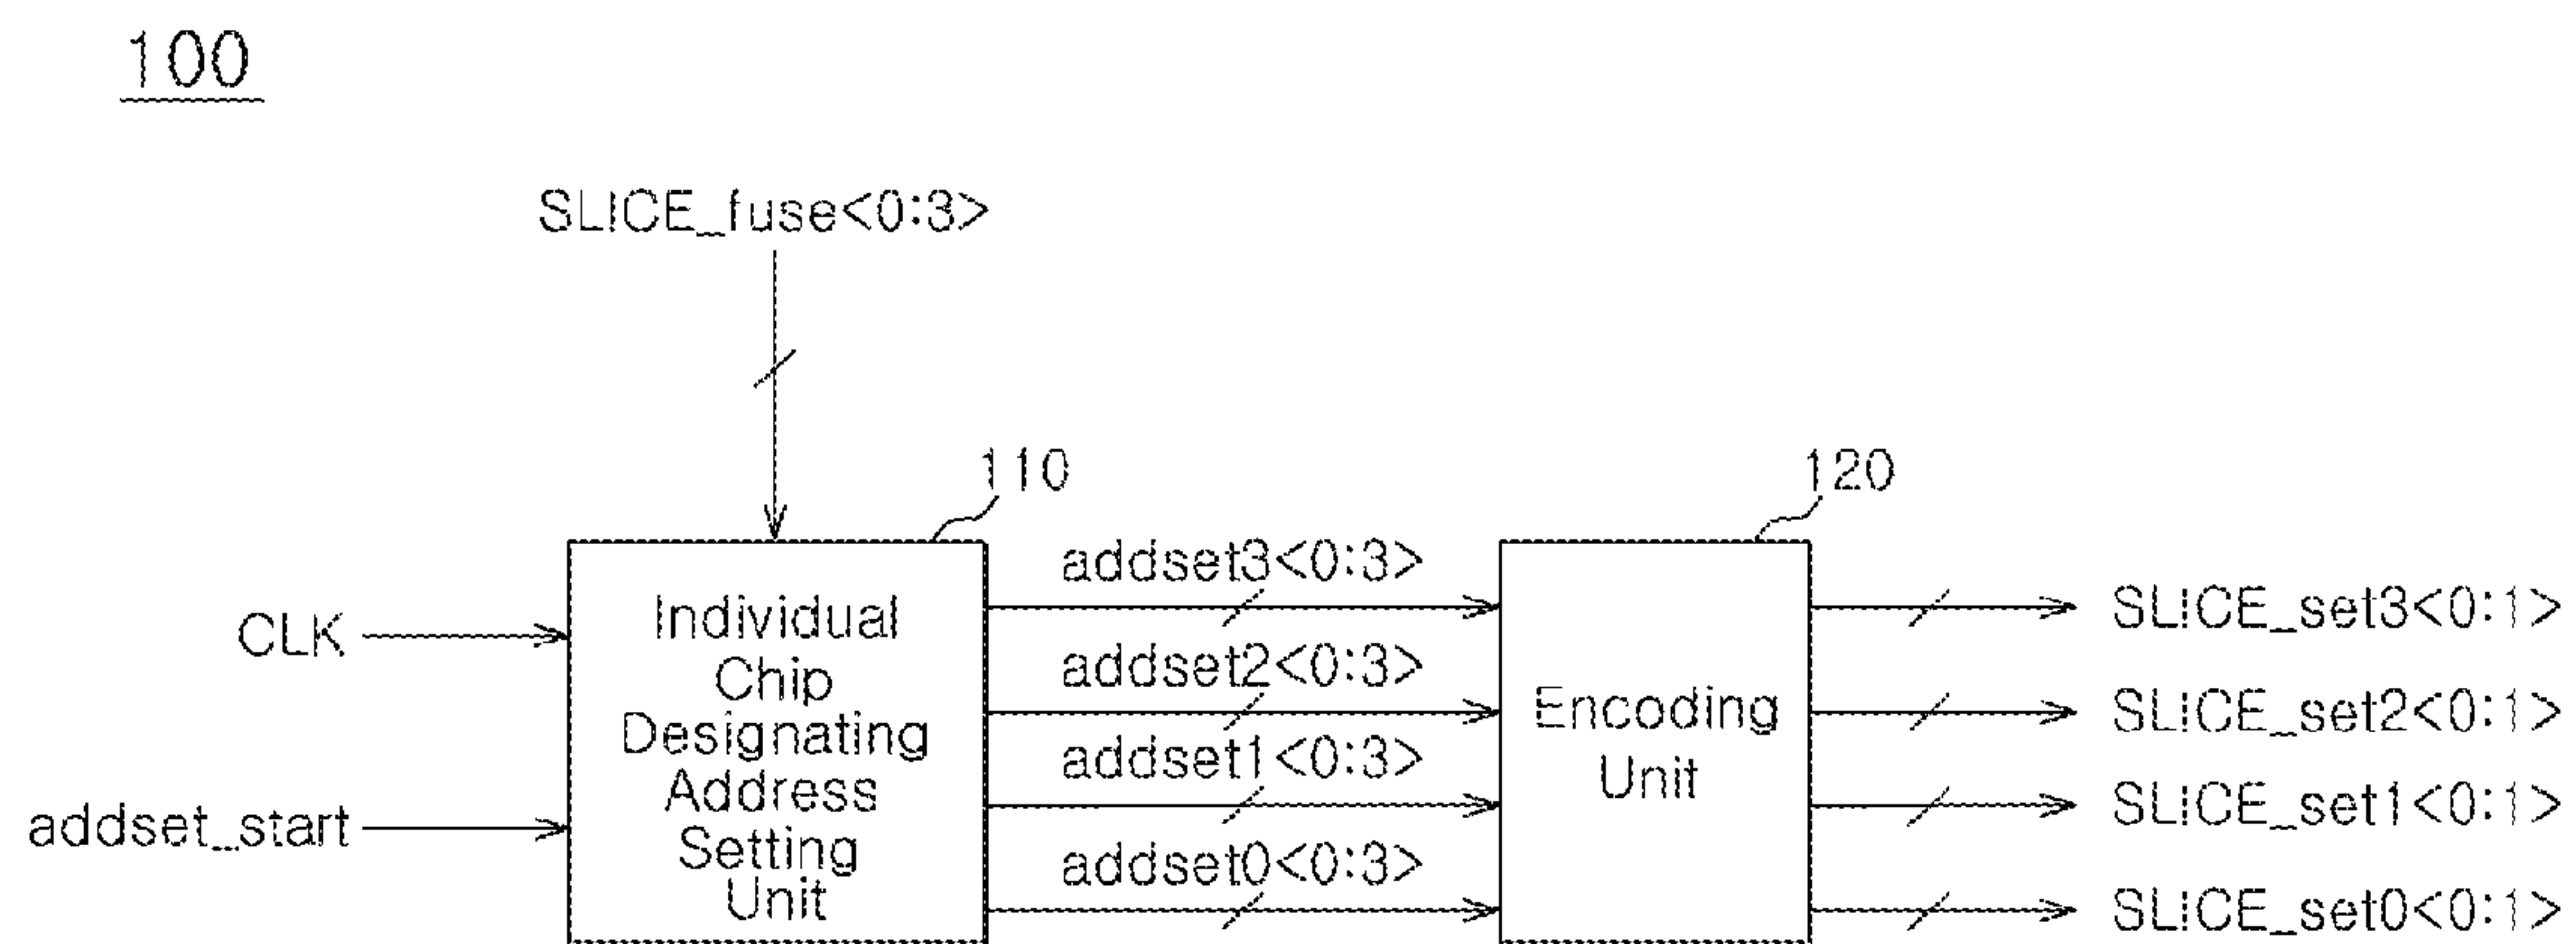 100
SLICE_fuse<0:3>
110
120
CLK
addset_start
Individual
Chip
Designating
Address
Setting
Unit
addset3<0:3>
addset2<0:3>
addset1<0:3>
addset0<0:3>
Encoding
Unit
SLICE_set3<0:1>
SLICE_set2<0:1>
SLICE_set1<0:1>
SLICE_set0<0:1>